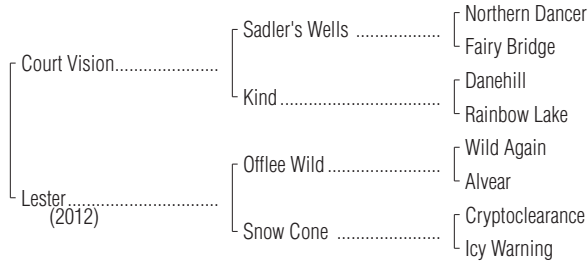 Northern Dancer
Sadler's Wells ..................
Fairy Bridge
Court Vision......................
Danehill
Kind ..................................
Rainbow Lake
Wild Again
Offlee Wild .......................
Alvear
Lester ................................
(2012)
Cryptoclearance
Snow Cone ......................
Icy Warning